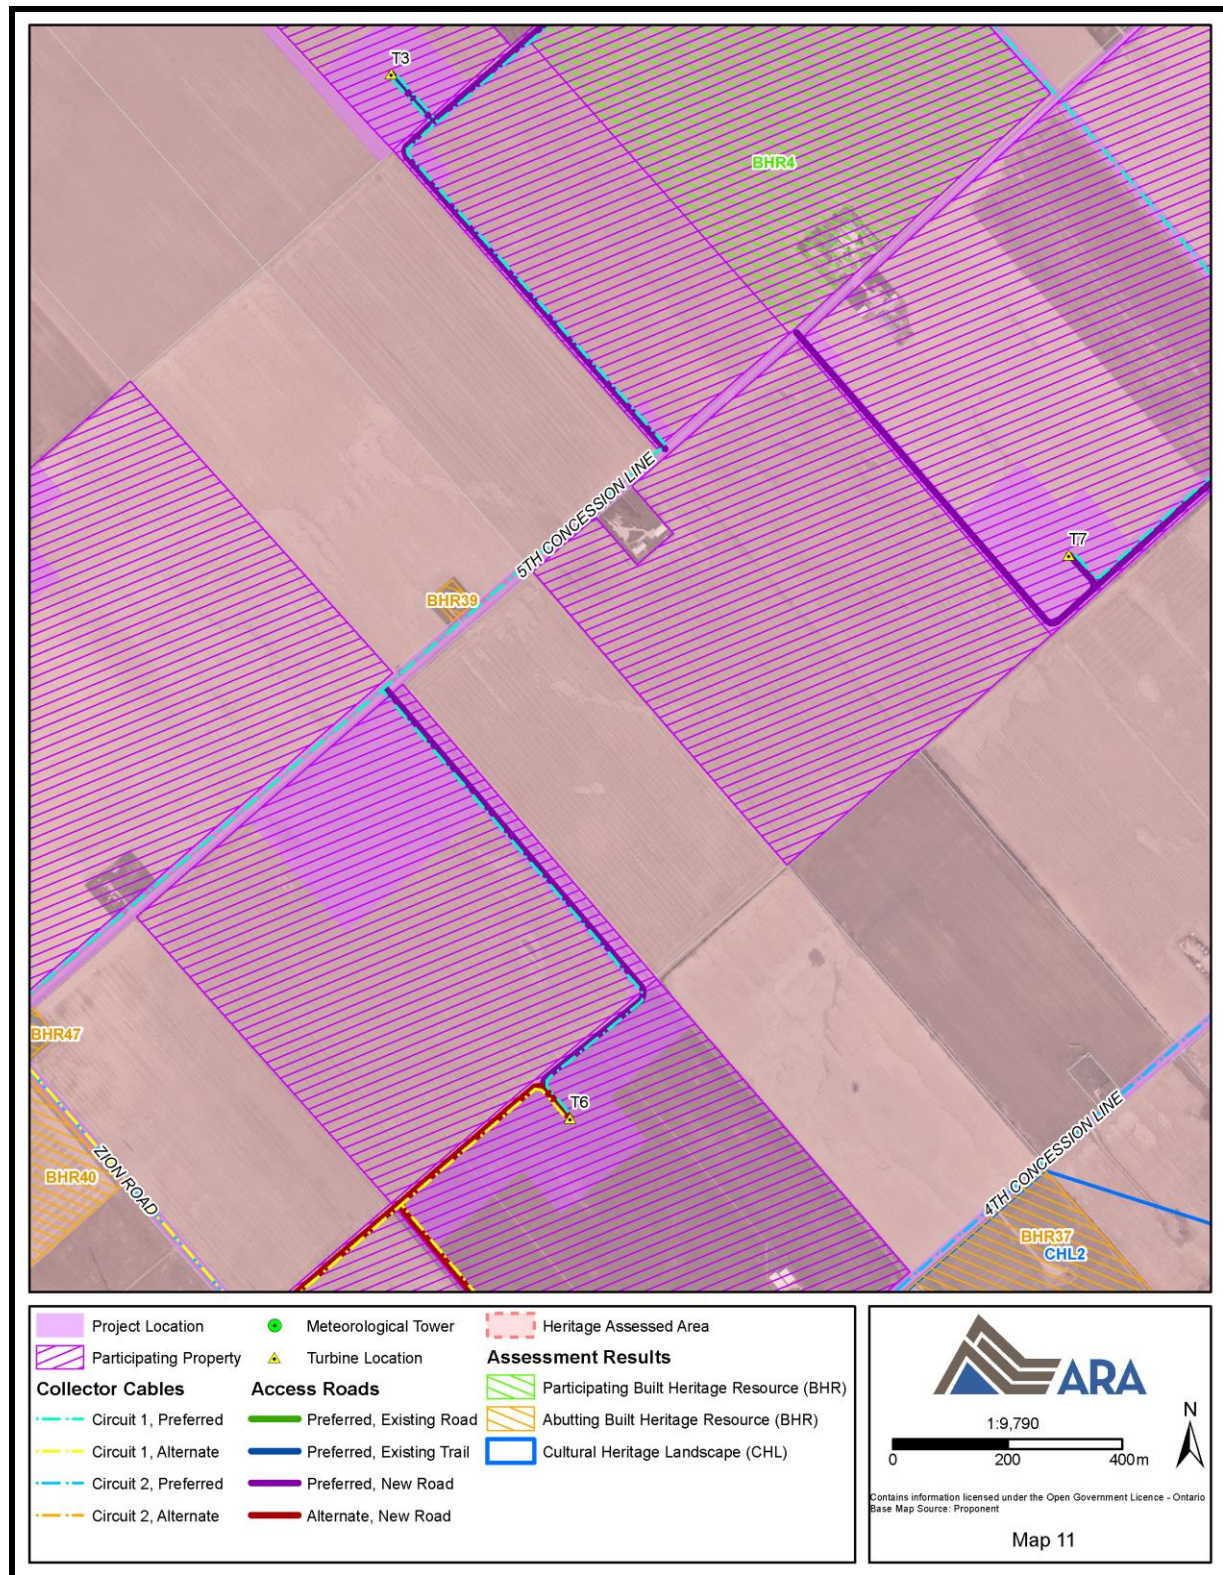 T3
BHR4
5TH CONCESSION LINE
T7
BHR39
BHR47
T6
ZION ROAD
BHR40
4TH CONCESSION LINE
BHR37
CHL2
Project Location
Participating Property
Collector Cables
Circuit 1, Preferred
Circuit 1, Alternate
Circuit 2, Preferred
Circuit 2, Alternate
Meteorological Tower
Turbine Location
Access Roads
Preferred, Existing Road
Preferred, Existing Trail
Preferred, New Road
Alternate, New Road
Heritage Assessed Area
Assessment Results
Participating Built Heritage Resource (BHR)
Abutting Built Heritage Resource (BHR)
Cultural Heritage Landscape (CHL)
ARA
1:9,790
N
0 200 400m
Contains information licensed under the Open Government Licence - Ontario
Base Map Source: Proponent
Map 11